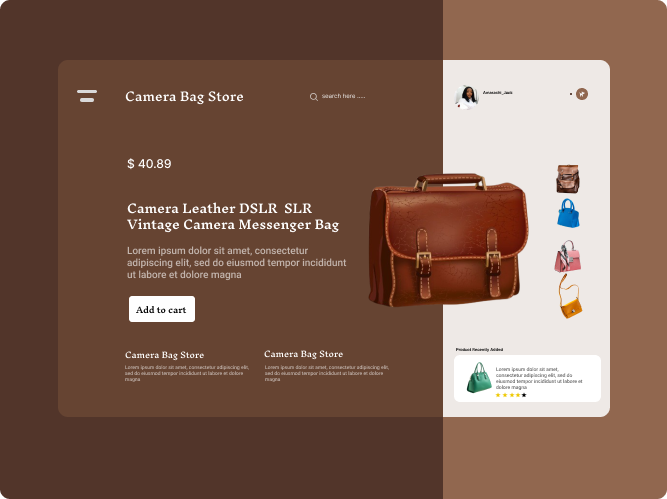 Camera Bag Store
search here .....
$ 40.89
Camera Leather DSLR SLR
Vintage Camera Messenger Bag
Lorem ipsum dolor sit amet, consectetur
adipiscing elit, sed do eiusmod tempor incididunt
ut labore et dolore magna
Add to cart
Camera Bag Store
Lorem ipsum dolor sit amet, consectetur adipiscing elit,
sed do eiusmod tempor incididunt ut labore et dolore
magna
Camera Bag Store
Lorem ipsum dolor sit amet, consectetur adipiscing elit,
sed do eiusmod tempor incididunt ut labore et dolore
magna
Product Recently Added
Lorem ipsum dolor sit amet,
consectetur adipiscing elit, sed do
eiusmod tempor incididunt ut labore
et dolore magna